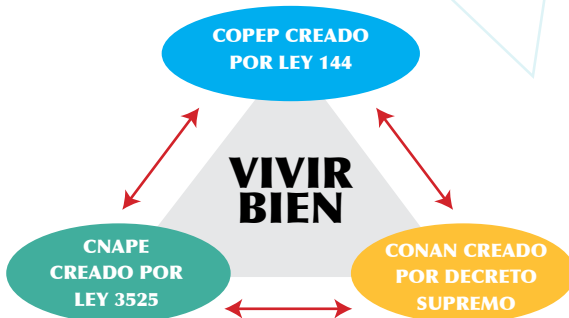 COPEP CREADO
POR LEY 144
VIVIR
BIEN
CNAPE
CREADO POR
LEY 3525
CONAN CREADO
POR DECRETO
SUPREMO